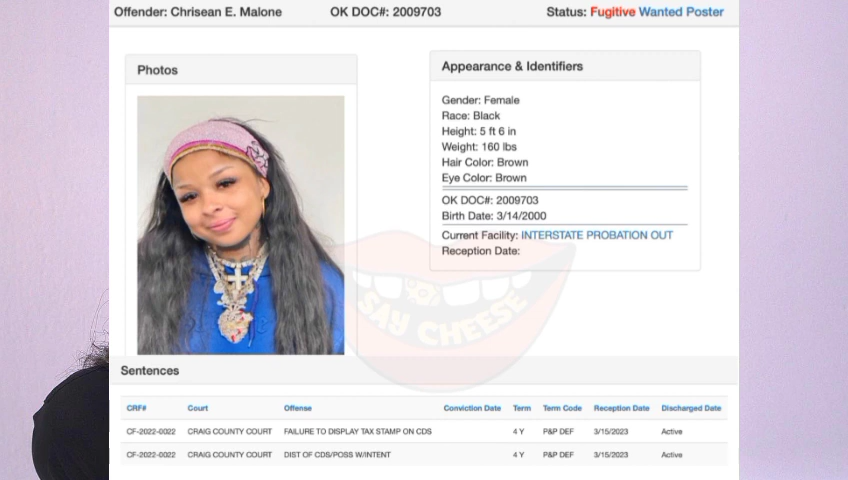 Offender: Chrisean E. Malone OK DOC#: 2009703 Status: Fugitive Wanted Poster
Photos
Appearance & Identifiers
Gender: Female
Race: Black
Height: 5 ft 6 in
Weight: 160 lbs
Hair Color: Brown
Eye Color: Brown
OK DOC#: 2009703
Birth Date: 3/14/2000
Current Facility: INTERSTATE PROBATION OUT
Reception Date:
SAY CHEESE
Sentences
CRF# Court Offense Conviction Date Term Term Code Reception Date Discharged Date
CF-2022-0022 CRAIG COUNTY COURT FAILURE TO DISPLAY TAX STAMP ON CDS 4 Y P&P DEF 3/15/2023 Active
CF-2022-0022 CRAIG COUNTY COURT DIST OF CDS/POSS W/INTENT 4 Y P&P DEF 3/15/2023 Active